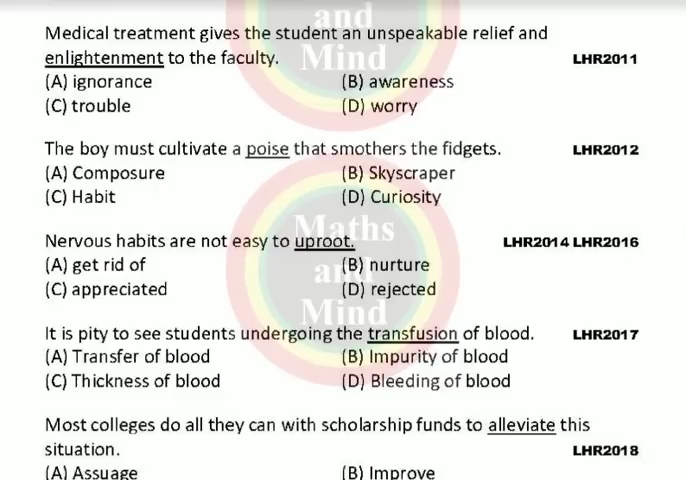 and
Mind
Medical treatment gives the student an unspeakable relief and
enlightenment to the faculty. LHR2011
(A) ignorance (B) awareness
(C) trouble (D) worry
The boy must cultivate a poise that smothers the fidgets. LHR2012
(A) Composure (B) Skyscraper
(C) Habit (D) Curiosity
Maths
and
Mind
Nervous habits are not easy to uproot. LHR2014 LHR2016
(A) get rid of (B) nurture
(C) appreciated (D) rejected
It is pity to see students undergoing the transfusion of blood. LHR2017
(A) Transfer of blood (B) Impurity of blood
(C) Thickness of blood (D) Bleeding of blood
Most colleges do all they can with scholarship funds to alleviate this
situation. LHR2018
(A) Assuage (B) Improve